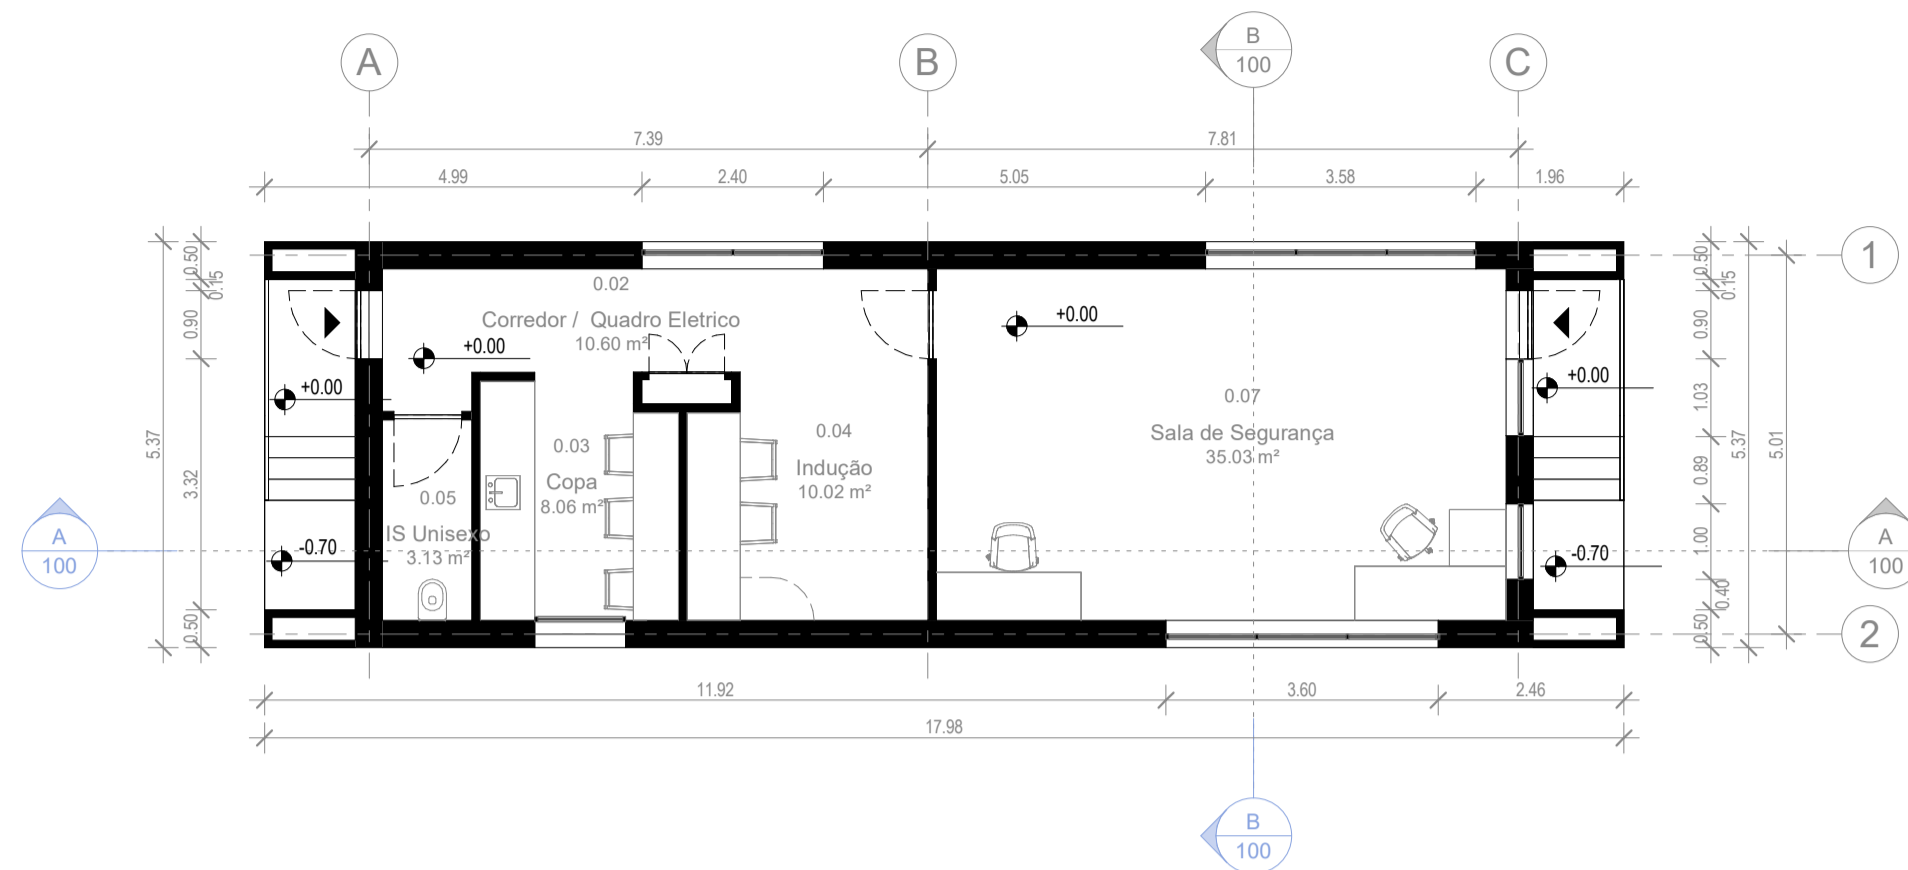 B
100
A
B
C
7.39
7.81
4.99
2.40
5.05
3.58
1.96
1
0.50
0.15
0.90
3.32
0.50
5.37
0.50
0.15
0.90
1.03
0.89
1.00
0.40
0.50
5.37
5.01
0.02
Corredor / Quadro Eletrico
10.60 m²
+0.00
+0.00
+0.00
+0.00
0.07
Sala de Segurança
35.03 m²
0.03
Copa
8.06 m²
0.04
Indução
10.02 m²
0.05
IS Unisexo
3.13 m²
-0.70
-0.70
A
100
A
100
2
11.92
3.60
2.46
17.98
B
100